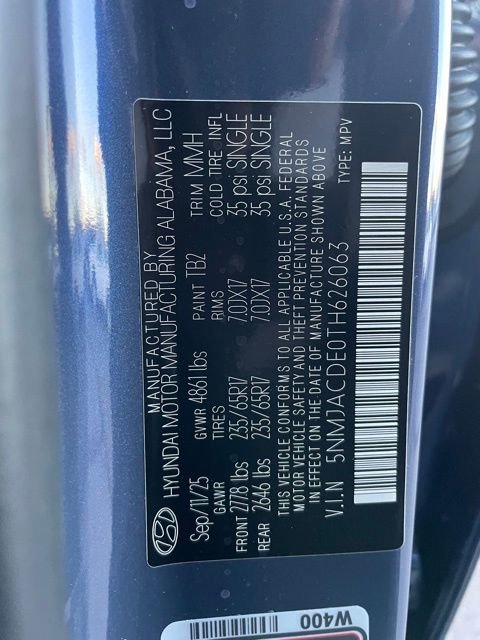 MANUFACTURED BY
HYUNDAI MOTOR MANUFACTURING ALABAMA, LLC
Sep/11/25 GVWR 4861 lbs PAINT TB2 TRIM MMH
GAWR TIRES RIMS COLD TIRE INFL
FRONT 2778 lbs 235/65R17 7.0JX17 35 psi SINGLE
REAR 2646 lbs 235/65R17 7.0JX17 35 psi SINGLE
THIS VEHICLE CONFORMS TO ALL APPLICABLE U.S.A. FEDERAL
MOTOR VEHICLE SAFETY AND THEFT PREVENTION STANDARDS
IN EFFECT ON THE DATE OF MANUFACTURE SHOWN ABOVE
V.I.N 5NMJACDE0TH626063 TYPE: MPV
W400